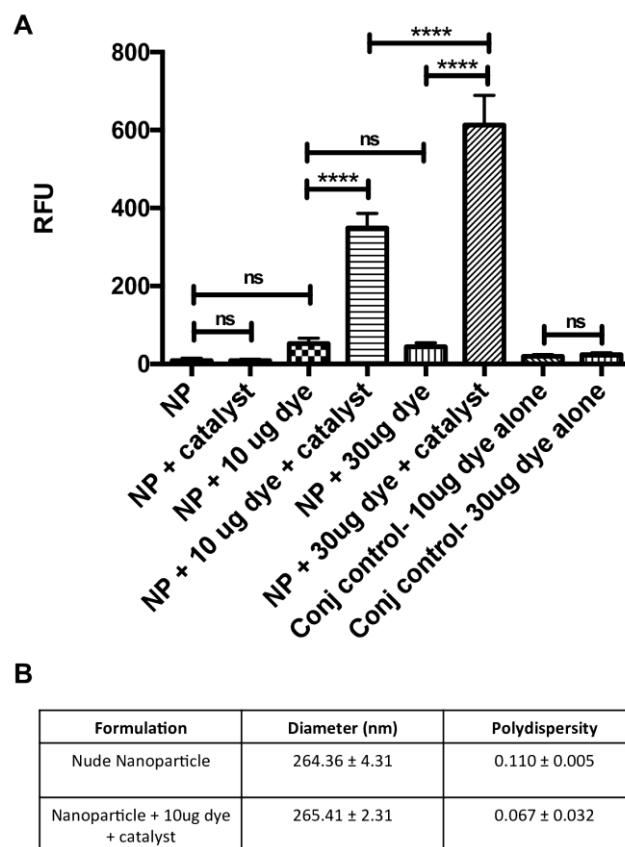 A
****
****
ns
****
ns
ns
ns
800
600
400
200
0
RFU
NP
NP + catalyst
NP + 10 ug dye
NP + 10 ug dye + catalyst
NP + 30ug dye
NP + 30ug dye + catalyst
Conj control- 10ug dye alone
Conj control- 30ug dye alone
B
Formulation Diameter (nm) Polydispersity
Nude Nanoparticle 264.36 ± 4.31 0.110 ± 0.005
Nanoparticle + 10ug dye 265.41 ± 2.31 0.067 ± 0.032
+ catalyst